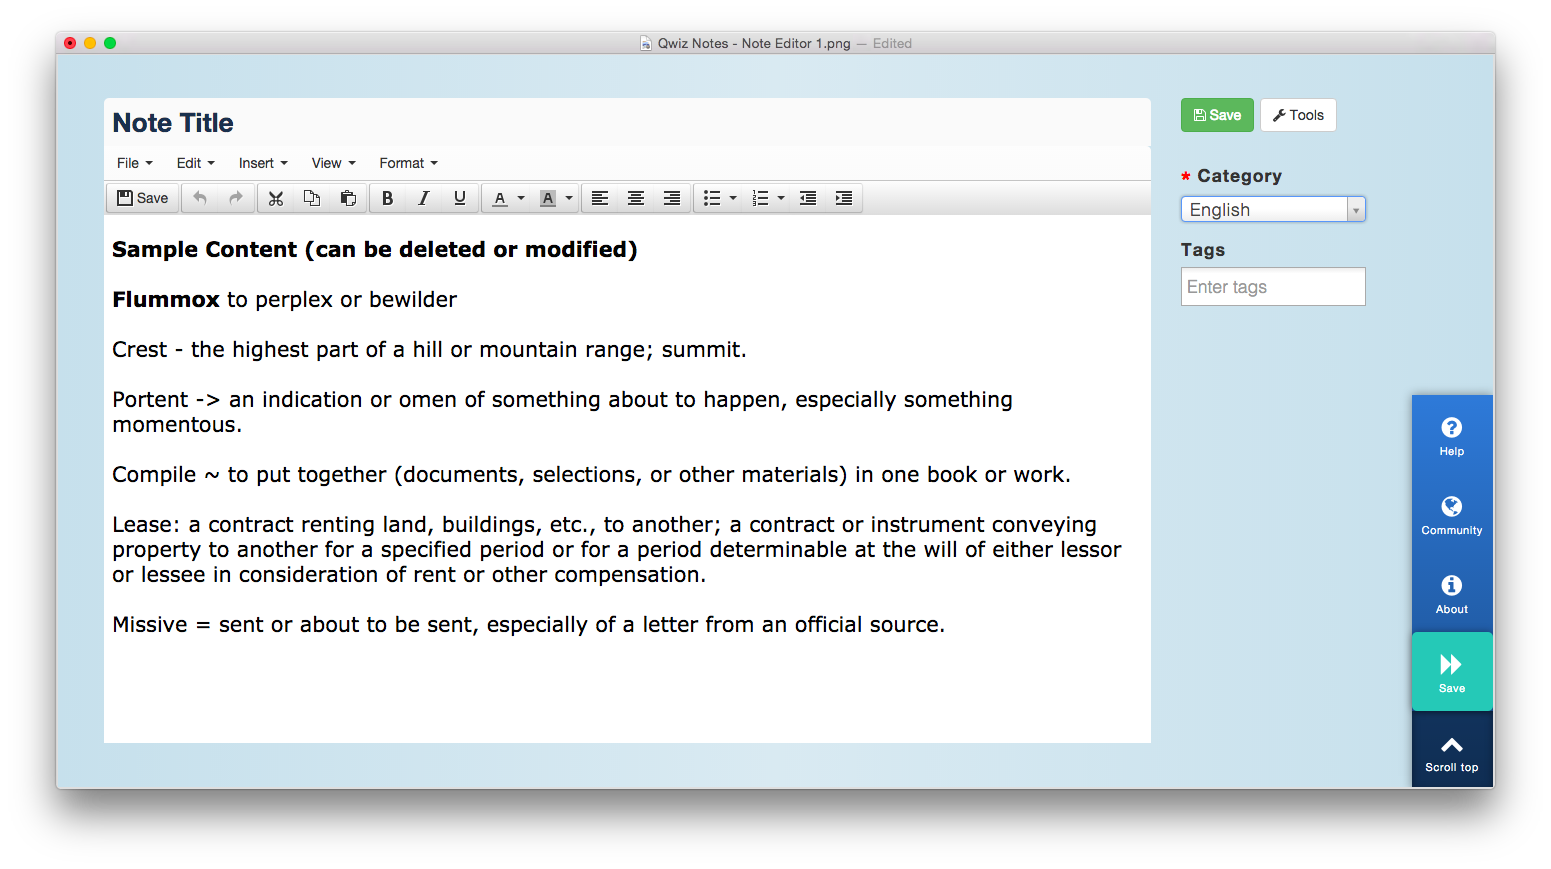 Qwiz Notes - Note Editor 1.png — Edited
Note Title
File Edit Insert View Format
Save B I U A A
Sample Content (can be deleted or modified)
Flummox to perplex or bewilder
Crest - the highest part of a hill or mountain range; summit.
Portent -> an indication or omen of something about to happen, especially something
momentous.
Compile ~ to put together (documents, selections, or other materials) in one book or work.
Lease: a contract renting land, buildings, etc., to another; a contract or instrument conveying
property to another for a specified period or for a period determinable at the will of either lessor
or lessee in consideration of rent or other compensation.
Missive = sent or about to be sent, especially of a letter from an official source.
Save Tools
* Category
English
Tags
Enter tags
Help
Community
About
Save
Scroll top